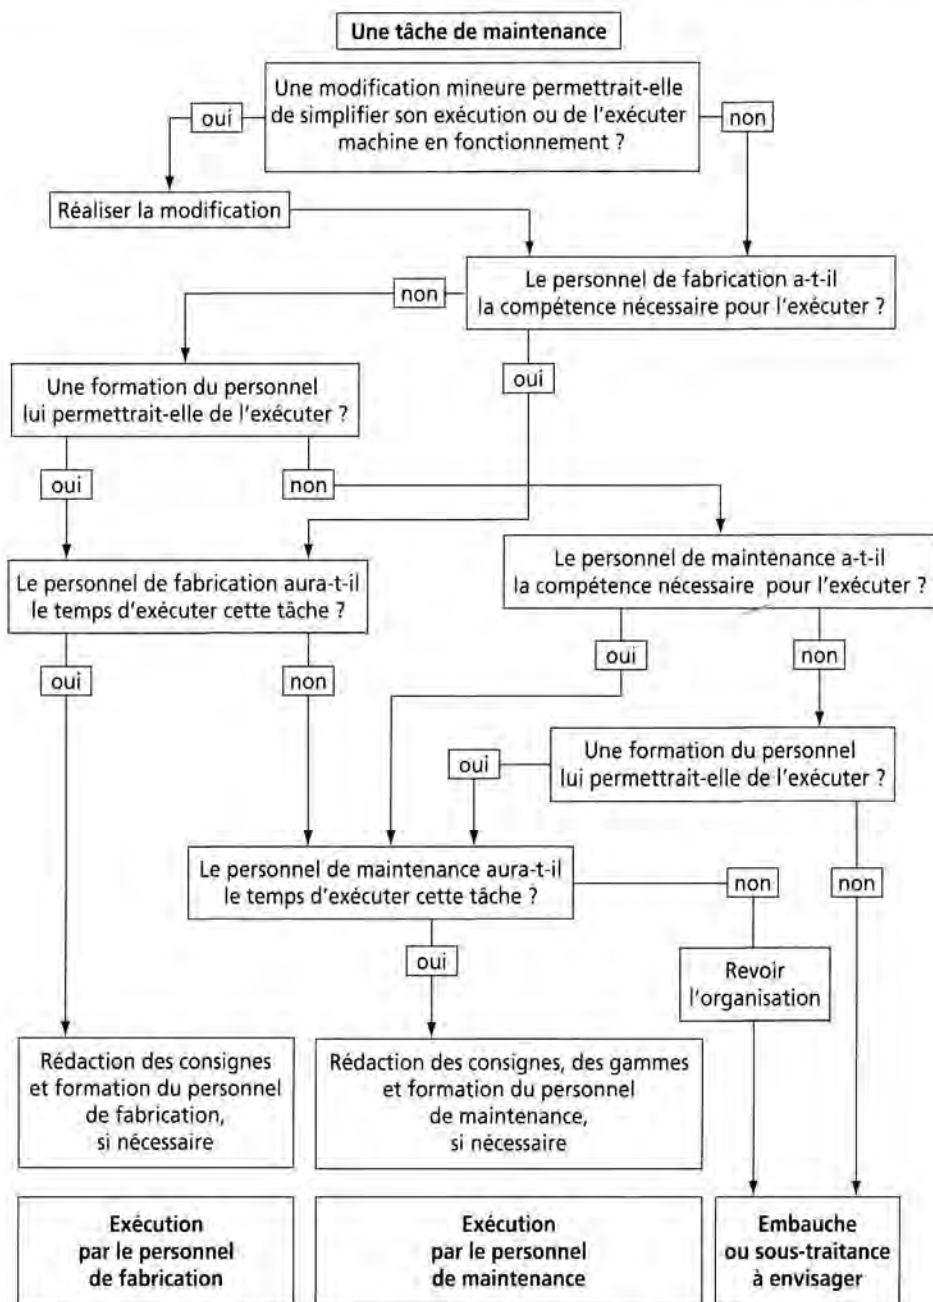 Une tâche de maintenance
Une modification mineure permettrait-elle
de simplifier son exécution ou de l'exécuter
machine en fonctionnement ?
oui
non
Réaliser la modification
Le personnel de fabrication a-t-il
la compétence nécessaire pour l'exécuter ?
non
oui
Une formation du personnel
lui permettrait-elle de l'exécuter ?
oui
non
Le personnel de maintenance a-t-il
la compétence nécessaire pour l'exécuter ?
Le personnel de fabrication aura-t-il
le temps d'exécuter cette tâche ?
oui
non
oui
non
Une formation du personnel
lui permettrait-elle de l'exécuter ?
oui
non
Le personnel de maintenance aura-t-il
le temps d'exécuter cette tâche ?
non
oui
Revoir
l'organisation
Rédaction des consignes
et formation du personnel
de fabrication,
si nécessaire
Rédaction des consignes, des gammes
et formation du personnel
de maintenance,
si nécessaire
Exécution
par le personnel
de fabrication
Exécution
par le personnel
de maintenance
Embauche
ou sous-traitance
à envisager